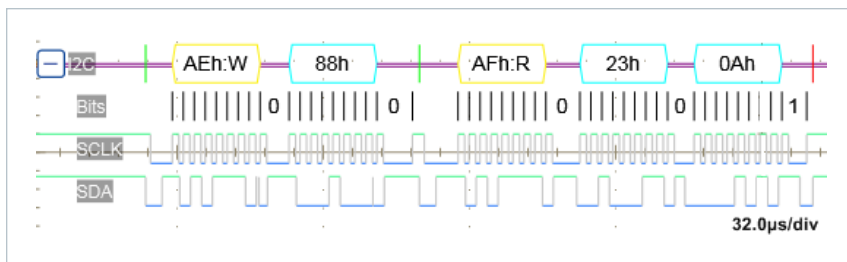 I2C AEh:W 88h AFh:R 23h 0Ah
Bits 0 0 0 0 1
SCLK
SDA
32.0µs/div